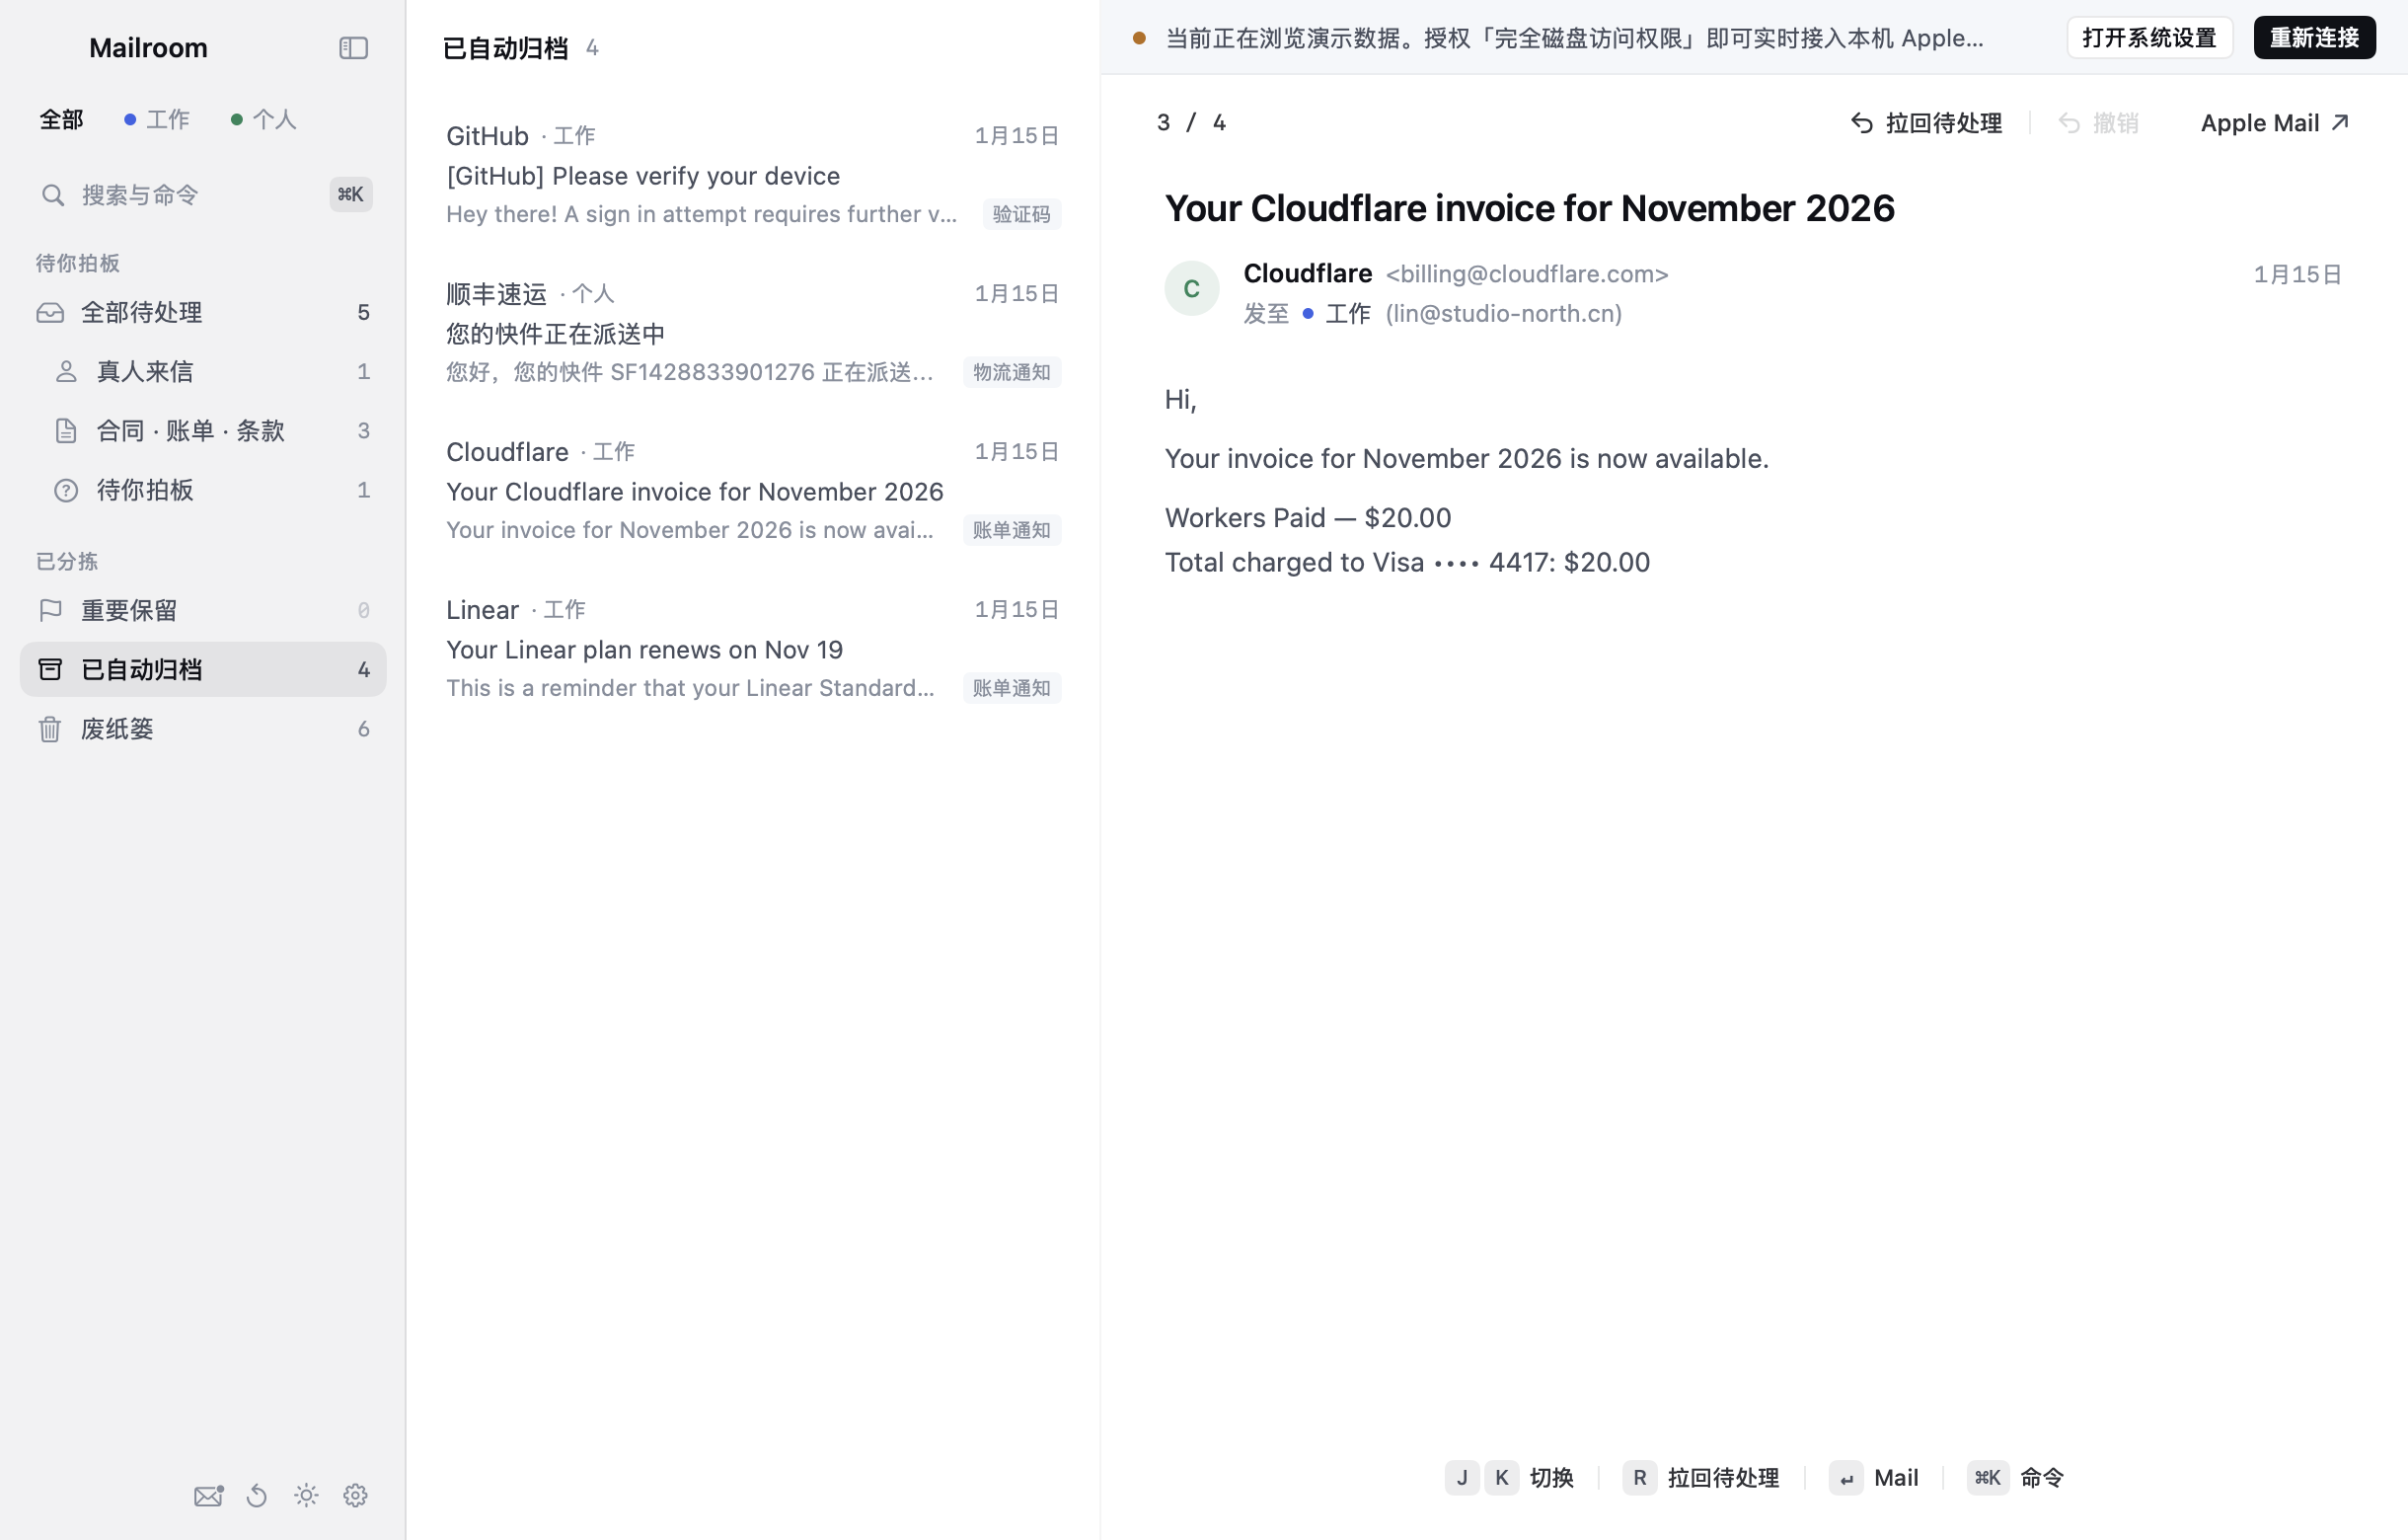 Mailroom
全部
工作
个人
搜索与命令
⌘K
待你拍板
全部待处理 5
真人来信 1
合同 · 账单 · 条款 3
待你拍板 1
已分拣
重要保留 0
已自动归档 4
废纸篓 6
已自动归档 4
GitHub · 工作 1月15日
[GitHub] Please verify your device
Hey there! A sign in attempt requires further v... 验证码
顺丰速运 · 个人 1月15日
您的快件正在派送中
您好，您的快件 SF1428833901276 正在派送... 物流通知
Cloudflare · 工作 1月15日
Your Cloudflare invoice for November 2026
Your invoice for November 2026 is now avai... 账单通知
Linear · 工作 1月15日
Your Linear plan renews on Nov 19
This is a reminder that your Linear Standard... 账单通知
当前正在浏览演示数据。授权「完全磁盘访问权限」即可实时接入本机 Apple...
打开系统设置
重新连接
3 / 4
拉回待处理
撤销
Apple Mail
Your Cloudflare invoice for November 2026
C
Cloudflare <billing@cloudflare.com> 1月15日
发至 工作 (lin@studio-north.cn)
Hi,
Your invoice for November 2026 is now available.
Workers Paid — $20.00
Total charged to Visa •••• 4417: $20.00
J K 切换
R 拉回待处理
↵ Mail
⌘K 命令